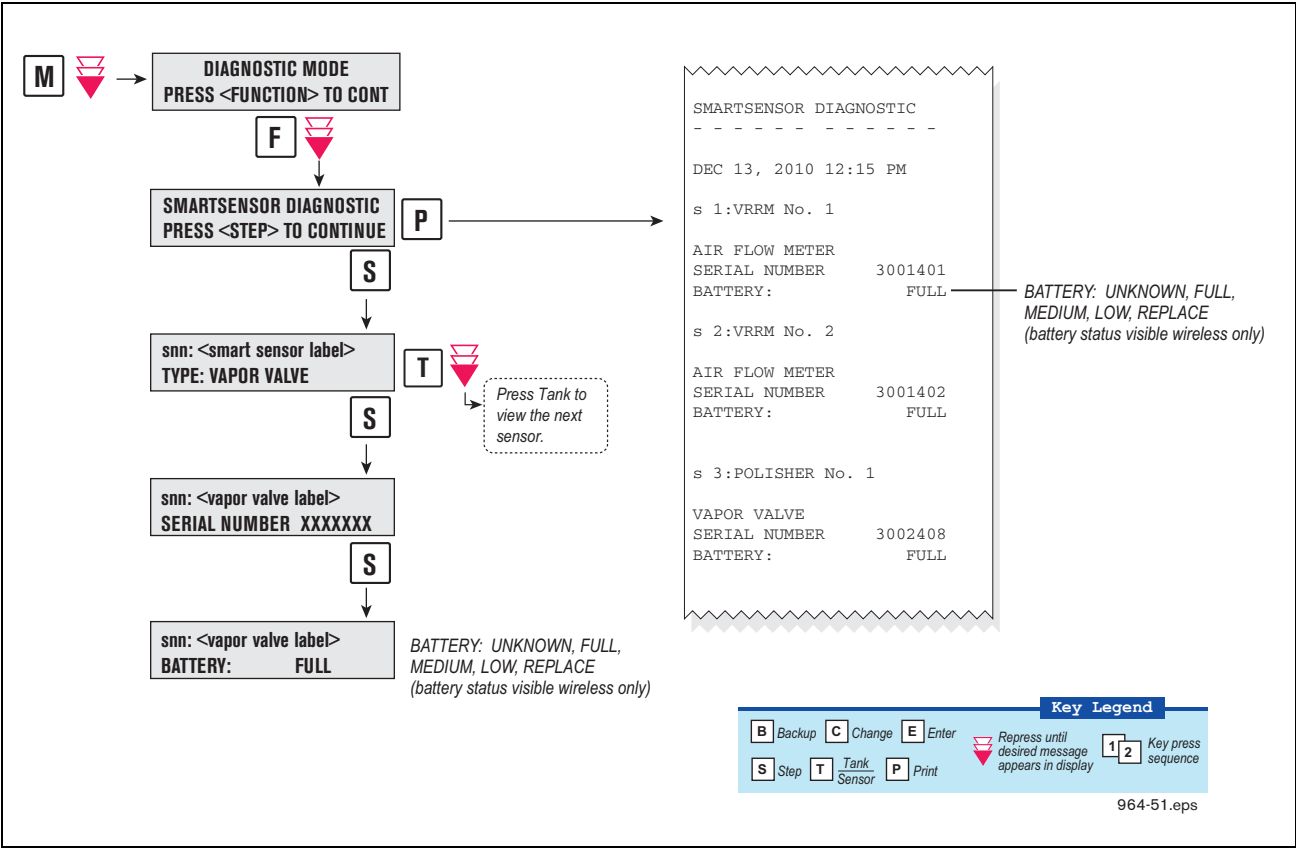 M
DIAGNOSTIC MODE
PRESS <FUNCTION> TO CONT
F
SMARTSENSOR DIAGNOSTIC
PRESS <STEP> TO CONTINUE
P
S
snn: <smart sensor label>
TYPE: VAPOR VALVE
T
Press Tank to
view the next
sensor.
S
snn: <vapor valve label>
SERIAL NUMBER XXXXXXX
S
snn: <vapor valve label>
BATTERY: FULL
BATTERY: UNKNOWN, FULL,
MEDIUM, LOW, REPLACE
(battery status visible wireless only)
SMARTSENSOR DIAGNOSTIC
- - - - - - - - - - - -
DEC 13, 2010 12:15 PM
s 1:VRRM No. 1
AIR FLOW METER
SERIAL NUMBER 3001401
BATTERY: FULL
BATTERY: UNKNOWN, FULL,
MEDIUM, LOW, REPLACE
(battery status visible wireless only)
s 2:VRRM No. 2
AIR FLOW METER
SERIAL NUMBER 3001402
BATTERY: FULL
s 3:POLISHER No. 1
VAPOR VALVE
SERIAL NUMBER 3002408
BATTERY: FULL
Key Legend
B Backup C Change E Enter
S Step T Tank Sensor P Print
Repress until
desired message
appears in display
1 2 Key press
sequence
964-51.eps